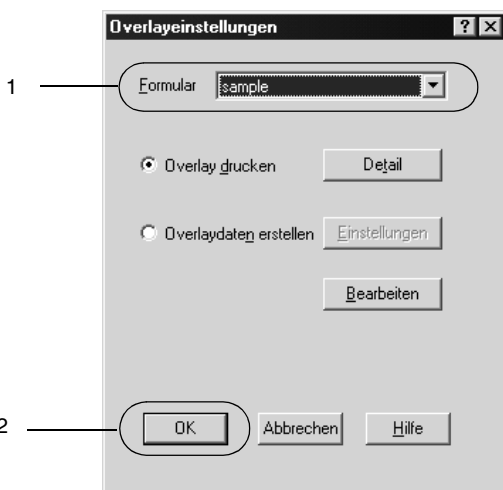 Overlayeinstellungen
1 Formular sample
Overlay drucken Detail
Overlaydaten erstellen Einstellungen
Bearbeiten
2 OK Abbrechen Hilfe